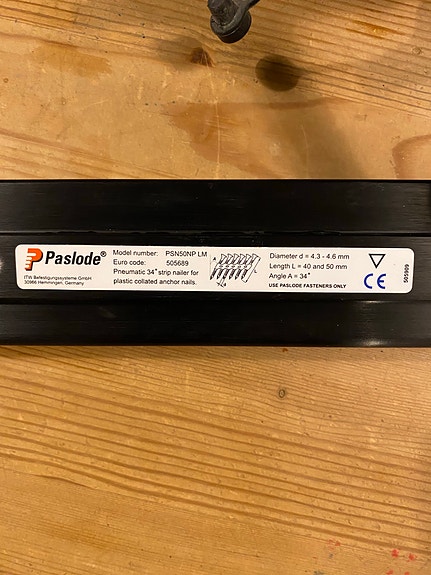 Paslode®
ITW Befestigungssysteme GmbH
30966 Hemmingen, Germany
Model number: PSN50NP LM
Euro code: 505689
Pneumatic 34° strip nailer for
plastic collated anchor nails.
A
L
d
Diameter d = 4.3 - 4.6 mm
Length L = 40 and 50 mm
Angle A = 34°
USE PASLODE FASTENERS ONLY
CE
505909